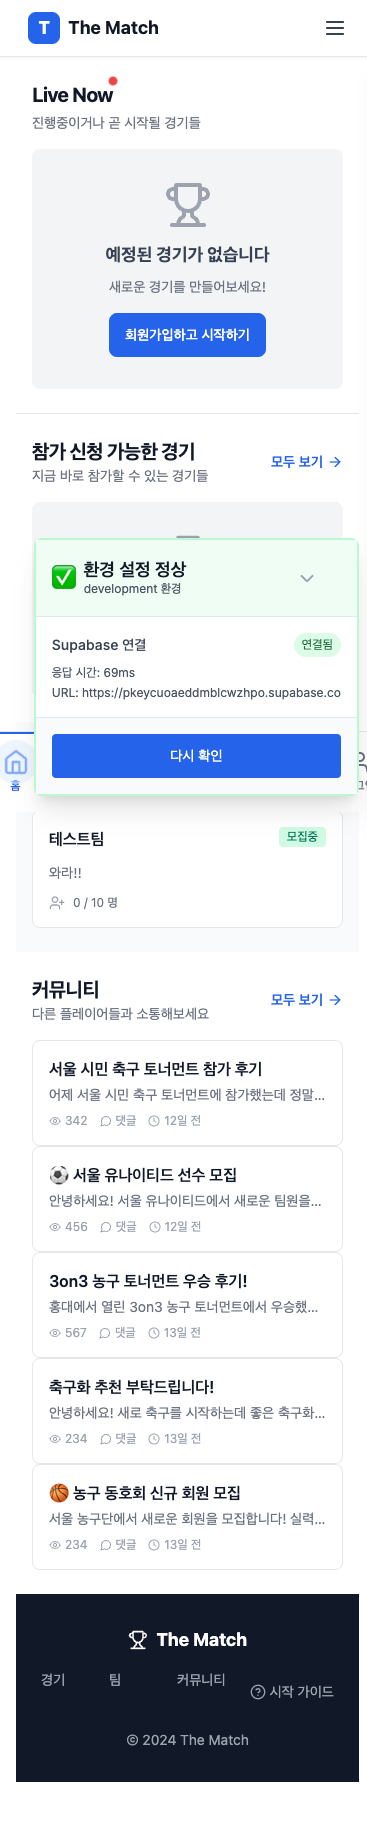 T The Match
Live Now
진행중이거나 곧 시작될 경기들
예정된 경기가 없습니다
새로운 경기를 만들어보세요!
회원가입하고 시작하기
참가 신청 가능한 경기
모두 보기
지금 바로 참가할 수 있는 경기들
환경 설정 정상
development 환경
Supabase 연결
연결됨
응답 시간: 69ms
URL: https://pkeycuoaeddmblcwzhpo.supabase.co
다시 확인
홈
테스트팀
모집중
와라!!
0 / 10 명
커뮤니티
모두 보기
다른 플레이어들과 소통해보세요
서울 시민 축구 토너먼트 참가 후기
어제 서울 시민 축구 토너먼트에 참가했는데 정말...
342 댓글 12일 전
⚽ 서울 유나이티드 선수 모집
안녕하세요! 서울 유나이티드에서 새로운 팀원을...
456 댓글 12일 전
3on3 농구 토너먼트 우승 후기!
홍대에서 열린 3on3 농구 토너먼트에서 우승했...
567 댓글 13일 전
축구화 추천 부탁드립니다!
안녕하세요! 새로 축구를 시작하는데 좋은 축구화...
234 댓글 13일 전
🏀 농구 동호회 신규 회원 모집
서울 농구단에서 새로운 회원을 모집합니다! 실력...
234 댓글 13일 전
The Match
경기 팀 커뮤니티 시작 가이드
© 2024 The Match